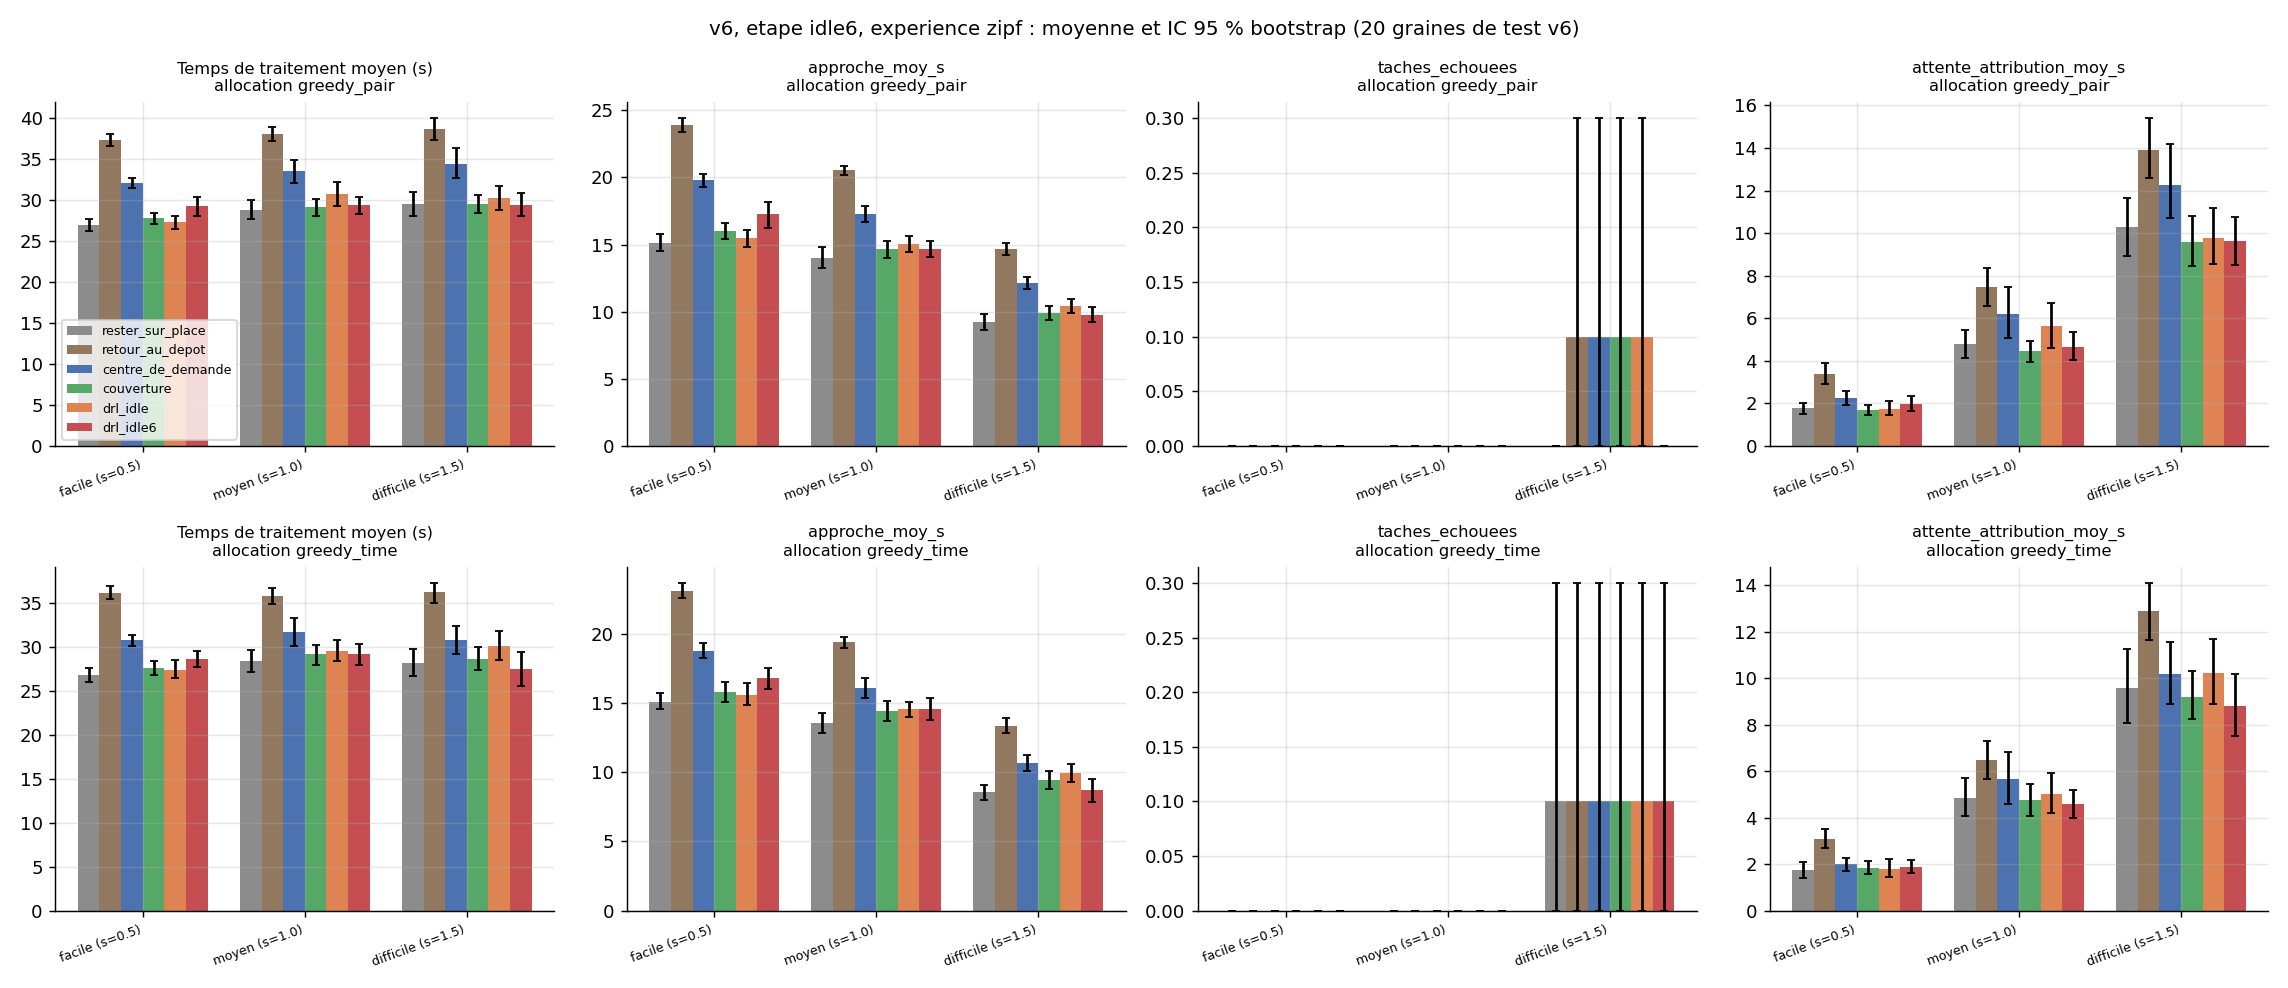 v6, etape idle6, experience zipf : moyenne et IC 95 % bootstrap (20 graines de test v6)
Temps de traitement moyen (s)
allocation greedy_pair
40
35
30
25
20
15
10
5
0
rester_sur_place
retour_au_depot
centre_de_demande
couverture
drl_idle
drl_idle6
facile (s=0.5)
moyen (s=1.0)
difficile (s=1.5)
approche_moy_s
allocation greedy_pair
25
20
15
10
5
0
facile (s=0.5)
moyen (s=1.0)
difficile (s=1.5)
taches_echouees
allocation greedy_pair
0.30
0.25
0.20
0.15
0.10
0.05
0.00
facile (s=0.5)
moyen (s=1.0)
difficile (s=1.5)
attente_attribution_moy_s
allocation greedy_pair
16
14
12
10
8
6
4
2
0
facile (s=0.5)
moyen (s=1.0)
difficile (s=1.5)
Temps de traitement moyen (s)
allocation greedy_time
35
30
25
20
15
10
5
0
facile (s=0.5)
moyen (s=1.0)
difficile (s=1.5)
approche_moy_s
allocation greedy_time
20
15
10
5
0
facile (s=0.5)
moyen (s=1.0)
difficile (s=1.5)
taches_echouees
allocation greedy_time
0.30
0.25
0.20
0.15
0.10
0.05
0.00
facile (s=0.5)
moyen (s=1.0)
difficile (s=1.5)
attente_attribution_moy_s
allocation greedy_time
14
12
10
8
6
4
2
0
facile (s=0.5)
moyen (s=1.0)
difficile (s=1.5)